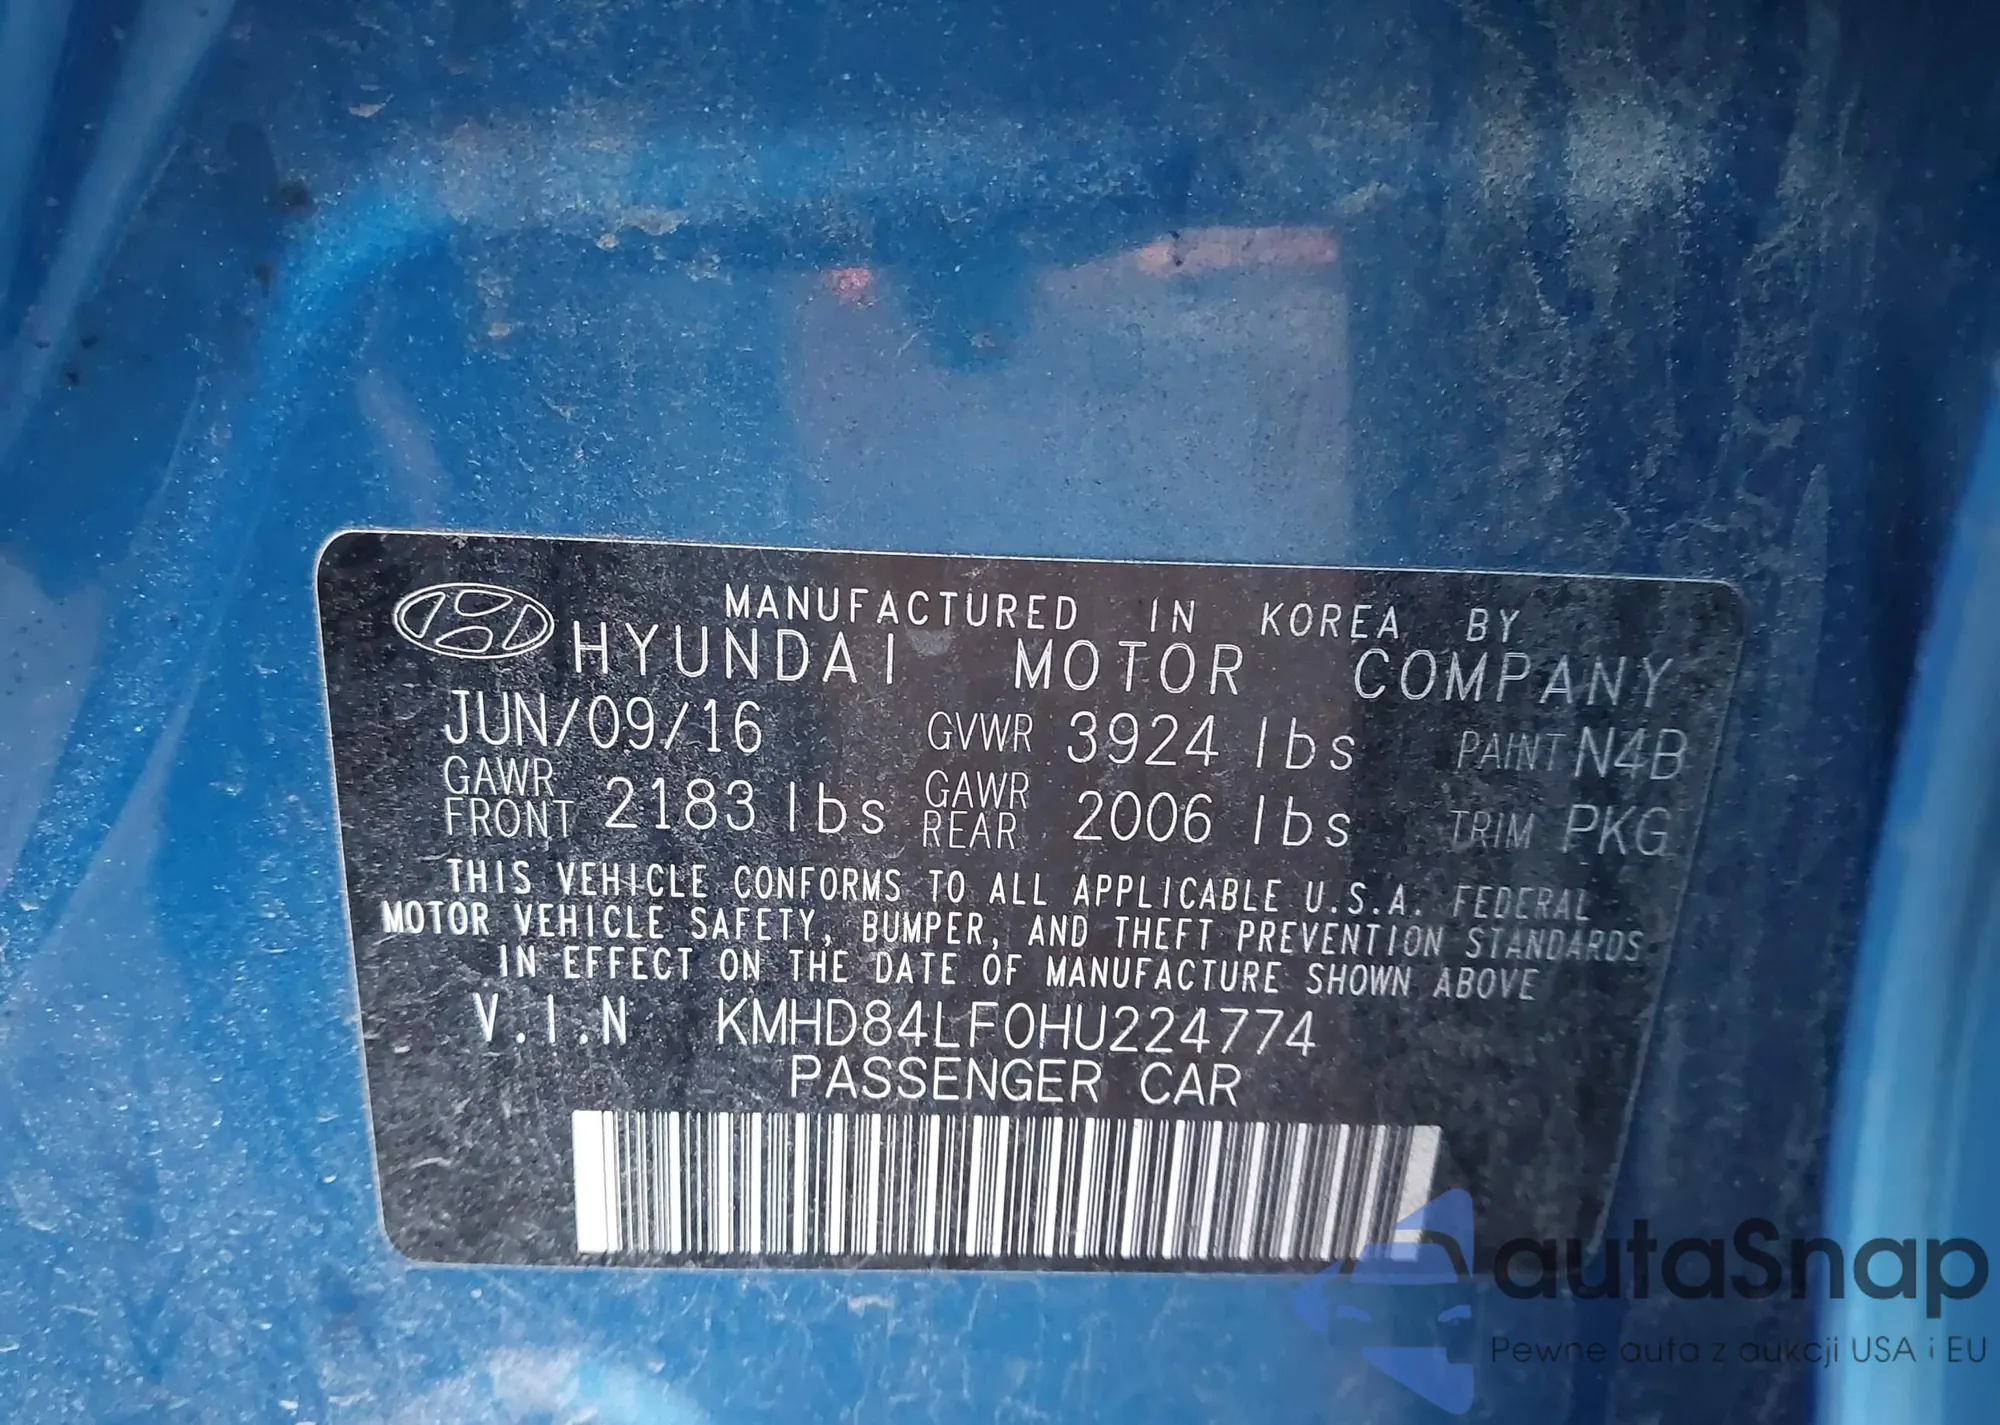 MANUFACTURED IN KOREA BY
HYUNDAI MOTOR COMPANY
JUN/09/16 GVWR 3924 lbs PAINT N4B
GAWR FRONT 2183 lbs GAWR REAR 2006 lbs TRIM PKG
THIS VEHICLE CONFORMS TO ALL APPLICABLE U.S.A. FEDERAL
MOTOR VEHICLE SAFETY, BUMPER, AND THEFT PREVENTION STANDARDS
IN EFFECT ON THE DATE OF MANUFACTURE SHOWN ABOVE
V.I.N KMHD84LF0HU224774
PASSENGER CAR
autaSnap
Pewne auta z aukcji USA i EU